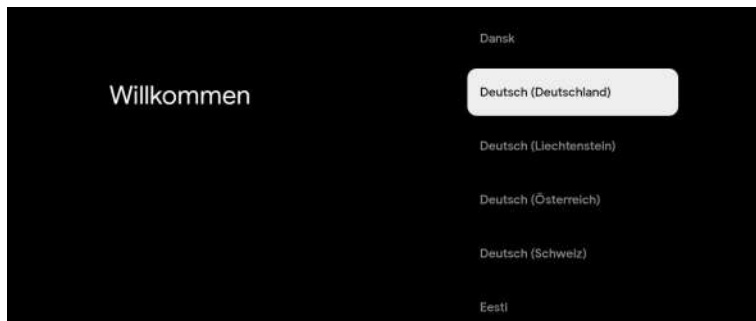 Willkommen
Dansk
Deutsch (Deutschland)
Deutsch (Liechtenstein)
Deutsch (Österreich)
Deutsch (Schweiz)
Eesti